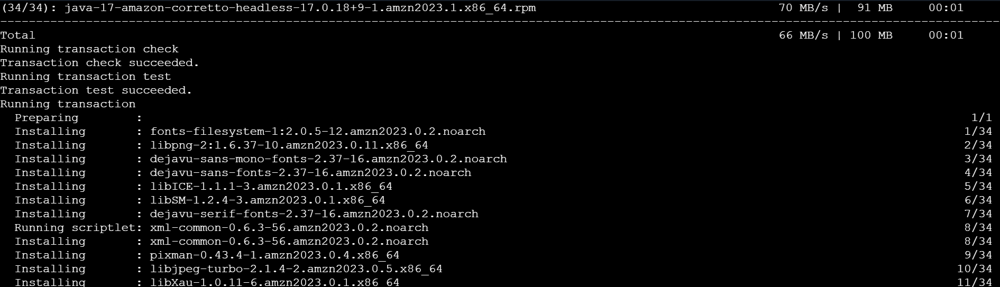 (34/34): java-17-amazon-corretto-headless-17.0.18+9-1.amzn2023.1.x86_64.rpm 70 MB/s | 91 MB 00:01
--------------------------------------------------------------------------------------------------------------------------------------------
Total 66 MB/s | 100 MB 00:01
Running transaction check
Transaction check succeeded.
Running transaction test
Transaction test succeeded.
Running transaction
Preparing : 1/1
Installing : fonts-filesystem-1:2.0.5-12.amzn2023.0.2.noarch 1/34
Installing : libpng-2:1.6.37-10.amzn2023.0.11.x86_64 2/34
Installing : dejavu-sans-mono-fonts-2.37-16.amzn2023.0.2.noarch 3/34
Installing : dejavu-sans-fonts-2.37-16.amzn2023.0.2.noarch 4/34
Installing : libICE-1.1.1-3.amzn2023.0.1.x86_64 5/34
Installing : libSM-1.2.4-3.amzn2023.0.1.x86_64 6/34
Installing : dejavu-serif-fonts-2.37-16.amzn2023.0.2.noarch 7/34
Running scriptlet: xml-common-0.6.3-56.amzn2023.0.2.noarch 8/34
Installing : xml-common-0.6.3-56.amzn2023.0.2.noarch 8/34
Installing : pixman-0.43.4-1.amzn2023.0.4.x86_64 9/34
Installing : libjpeg-turbo-2.1.4-2.amzn2023.0.5.x86_64 10/34
Installing : libXau-1.0.11-6.amzn2023.0.1.x86_64 11/34